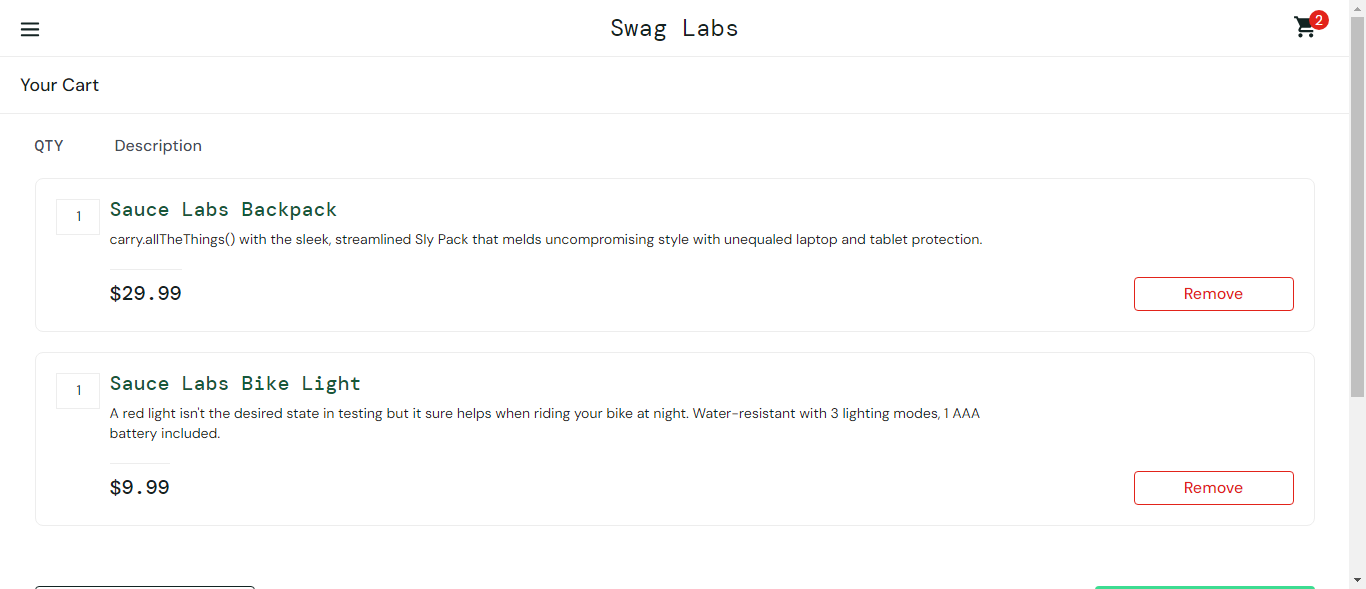 Swag Labs
2
Your Cart
QTY Description
1 Sauce Labs Backpack
carry.allTheThings() with the sleek, streamlined Sly Pack that melds uncompromising style with unequaled laptop and tablet protection.
$29.99 Remove
1 Sauce Labs Bike Light
A red light isn't the desired state in testing but it sure helps when riding your bike at night. Water-resistant with 3 lighting modes, 1 AAA
battery included.
$9.99 Remove